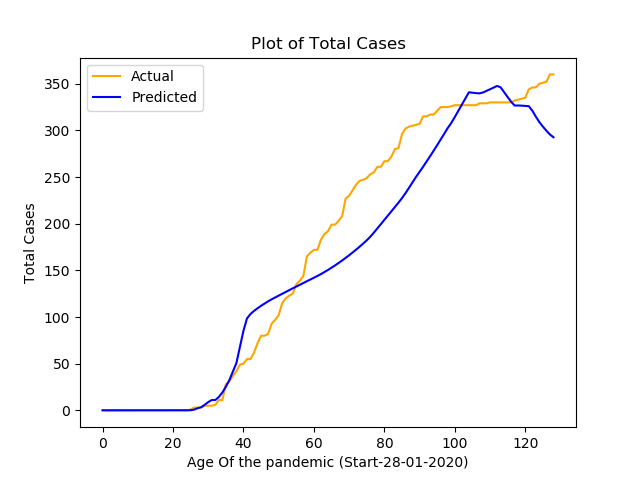 Plot of Total Cases
Actual
Predicted
350
300
250
200
150
100
50
0
Total Cases
0 20 40 60 80 100 120
Age Of the pandemic (Start-28-01-2020)